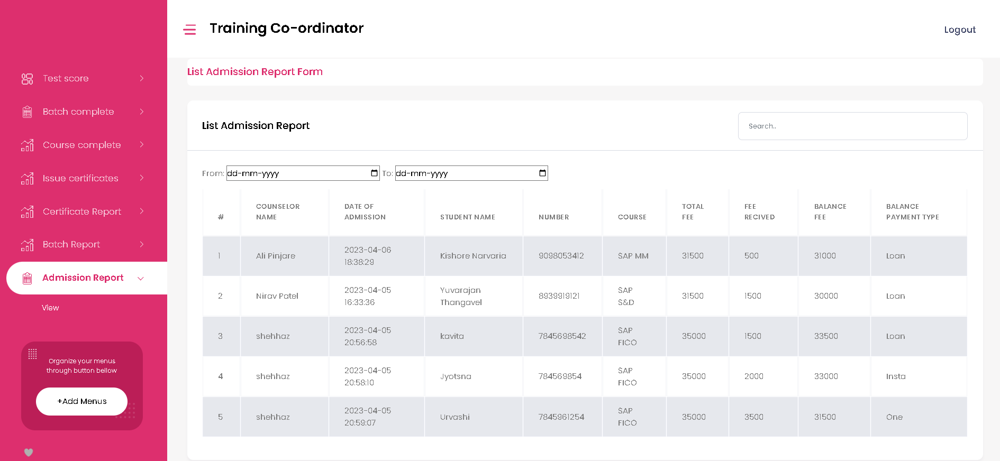 Training Co-ordinator
Logout
Test score
Batch complete
Course complete
Issue certificates
Certificate Report
Batch Report
Admission Report
View
Organize your menus
through button bellow
+Add Menus
List Admission Report Form
List Admission Report
Search..
From: dd-mm-yyyy To: dd-mm-yyyy
# COUNSELOR NAME DATE OF ADMISSION STUDENT NAME NUMBER COURSE TOTAL FEE FEE RECIVED BALANCE FEE BALANCE PAYMENT TYPE
1 Ali Pinjare 2023-04-06 18:38:29 Kishore Narvaria 9098053412 SAP MM 31500 500 31000 Loan
2 Nirav Patel 2023-04-05 16:33:36 Yuvarajan Thangavel 8939919121 SAP S&D 31500 1500 30000 Loan
3 shehhaz 2023-04-05 20:56:58 kavita 7845698542 SAP FICO 35000 1500 33500 Loan
4 shehhaz 2023-04-05 20:58:10 Jyotsna 784569854 SAP FICO 35000 2000 33000 Insta
5 shehhaz 2023-04-05 20:59:07 Urvashi 7845961254 SAP FICO 35000 3500 31500 One